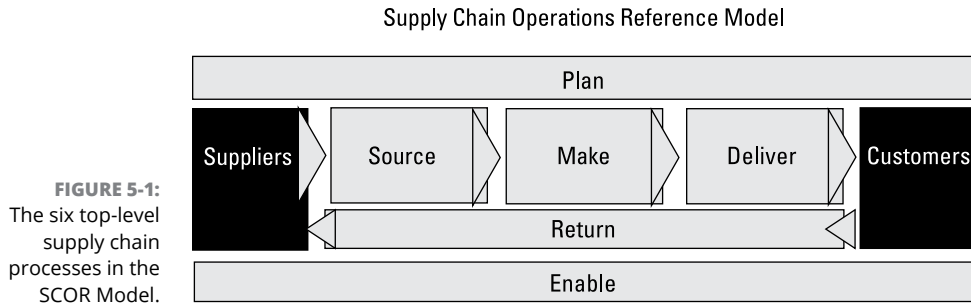 Supply Chain Operations Reference Model
Plan
Suppliers
Source
Make
Deliver
Customers
Return
Enable
FIGURE 5-1:
The six top-level
supply chain
processes in the
SCOR Model.